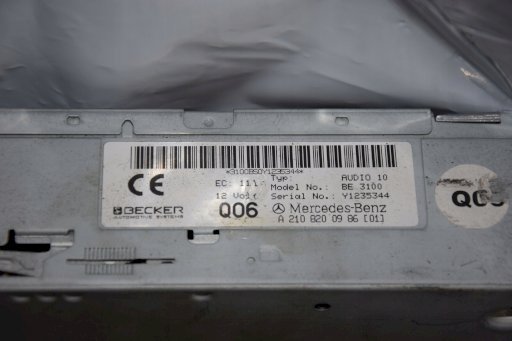 *3100BSOY1235344*
CE
Typ: AUDIO 10
EC 11
Model No.: BE 3100
12 Volt
Serial No.: Y1235344
BECKER
AUTOMOTIVE SYSTEMS
Q06
Mercedes-Benz
A 210 820 09 86 [01]